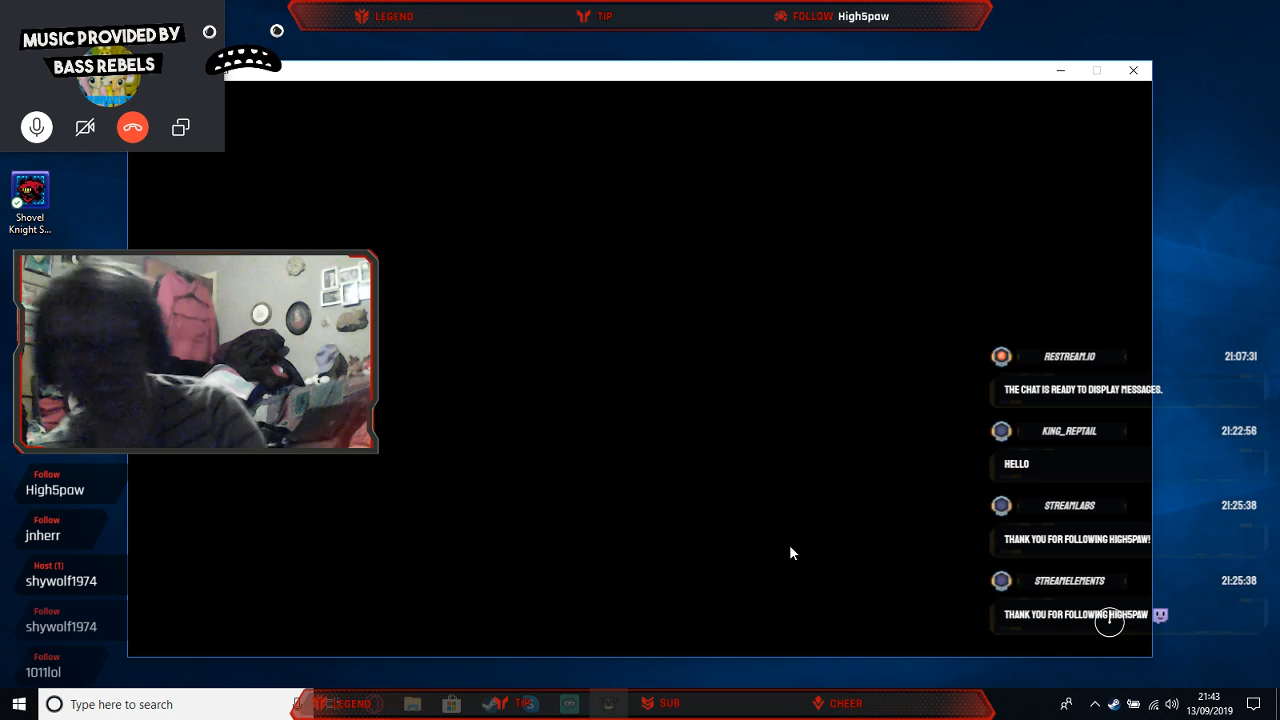 LEGEND
TIP
FOLLOW High5paw
MUSIC PROVIDED BY
BASS REBELS
Shovel
Knight S...
RESTREAM.IO
21:07:31
THE CHAT IS READY TO DISPLAY MESSAGES.
KING_REPTAIL
21:22:56
HELLO
STREAMLABS
21:25:38
THANK YOU FOR FOLLOWING HIGH5PAW!
STREAMELEMENTS
21:25:38
THANK YOU FOR FOLLOWING HIGH5PAW
Follow
High5paw
Follow
jnherr
Host (1)
shywolf1974
Follow
shywolf1974
Follow
1011lol
Type here to search
LEGEND
TIP
SUB
CHEER
21:43
13/09/2019